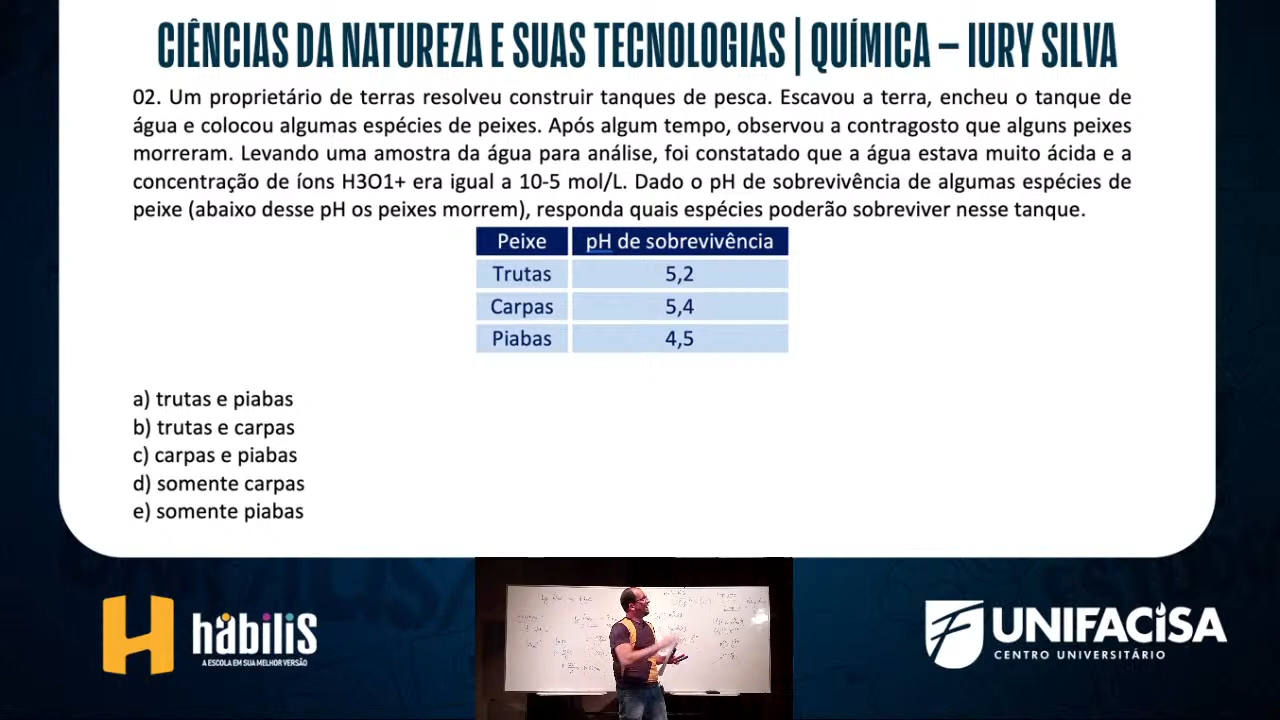 CIÊNCIAS DA NATUREZA E SUAS TECNOLOGIAS | QUÍMICA – IURY SILVA
02. Um proprietário de terras resolveu construir tanques de pesca. Escavou a terra, encheu o tanque de
água e colocou algumas espécies de peixes. Após algum tempo, observou a contragosto que alguns peixes
morreram. Levando uma amostra da água para análise, foi constatado que a água estava muito ácida e a
concentração de íons H3O1+ era igual a 10-5 mol/L. Dado o pH de sobrevivência de algumas espécies de
peixe (abaixo desse pH os peixes morrem), responda quais espécies poderão sobreviver nesse tanque.
Peixe pH de sobrevivência
Trutas 5,2
Carpas 5,4
Piabas 4,5
a) trutas e piabas
b) trutas e carpas
c) carpas e piabas
d) somente carpas
e) somente piabas
H hábilis
A ESCOLA EM SUA MELHOR VERSÃO
UNIFACISA
CENTRO UNIVERSITÁRIO